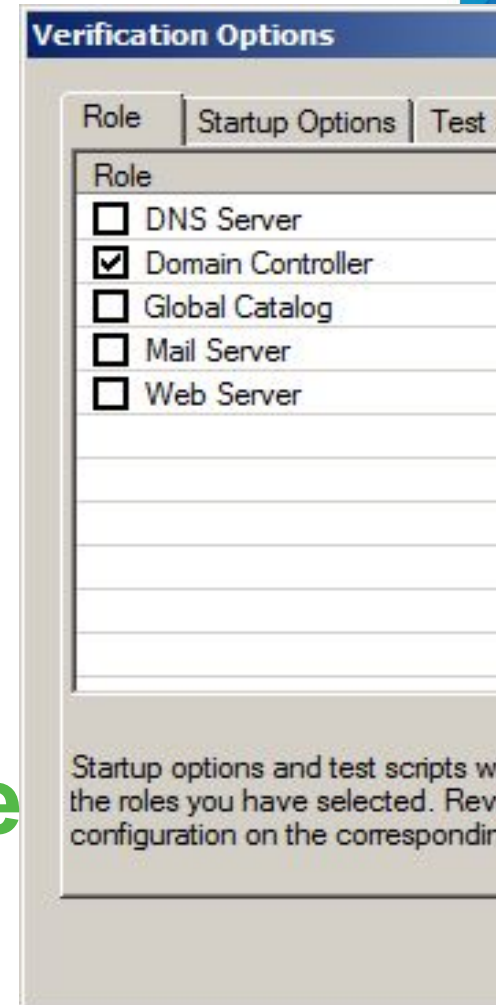 Verification Options
Role Startup Options Test
Role
DNS Server
Domain Controller
Global Catalog
Mail Server
Web Server
Startup options and test scripts w
the roles you have selected. Rev
configuration on the correspondin
e